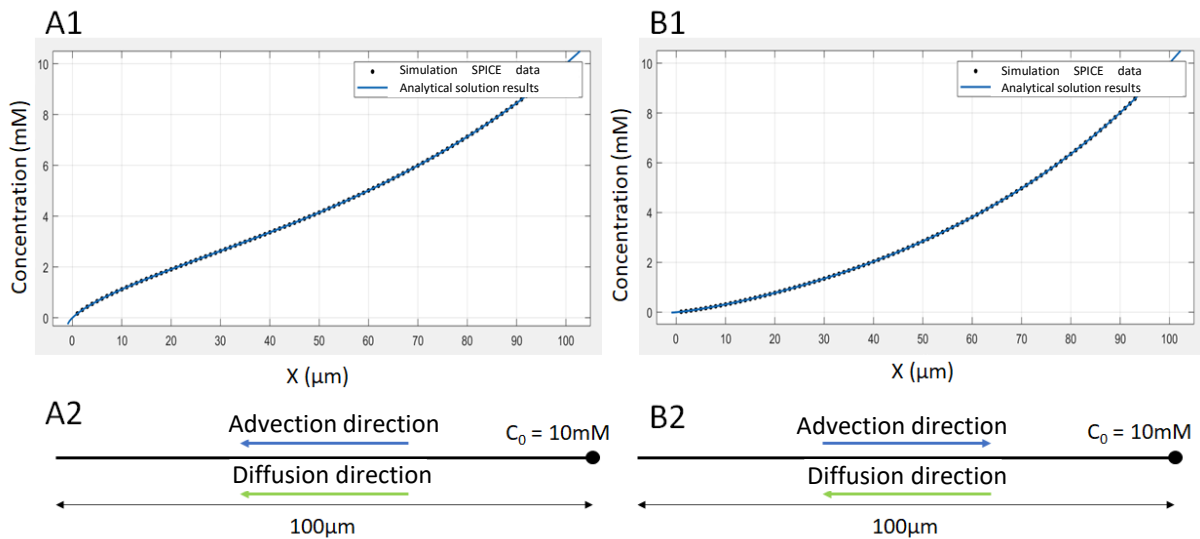 A1
Simulation SPICE data
Analytical solution results
Concentration (mM)
10
8
6
4
2
0
0 10 20 30 40 50 60 70 80 90 100
X (µm)
B1
Simulation SPICE data
Analytical solution results
Concentration (mM)
10
8
6
4
2
0
0 10 20 30 40 50 60 70 80 90 100
X (µm)
A2
Advection direction
C₀ = 10mM
Diffusion direction
100µm
B2
Advection direction
C₀ = 10mM
Diffusion direction
100µm